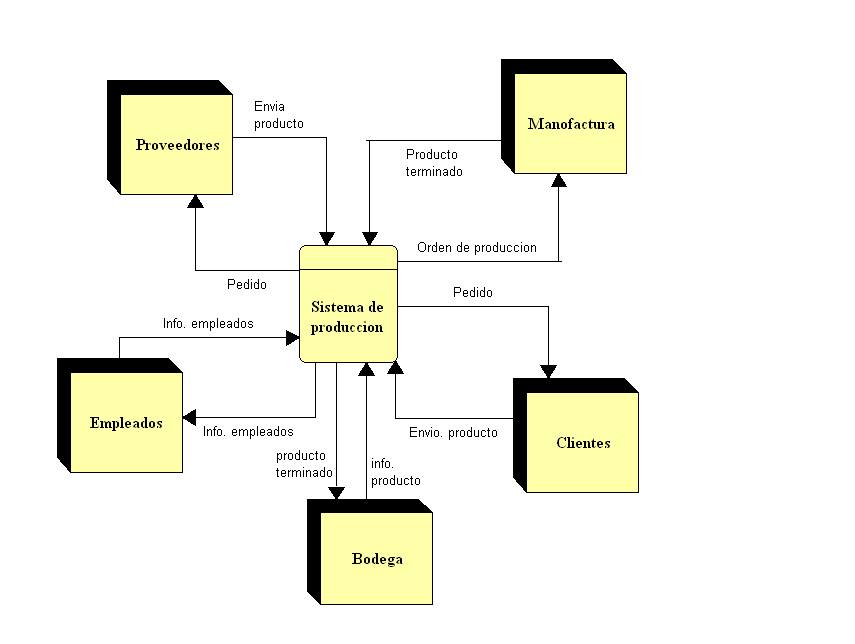 Envia
producto
Manofactura
Proveedores
Producto
terminado
Orden de produccion
Pedido
Pedido
Sistema de
produccion
Info. empleados
Empleados
Info. empleados
Envio. producto
Clientes
producto
terminado
info.
producto
Bodega